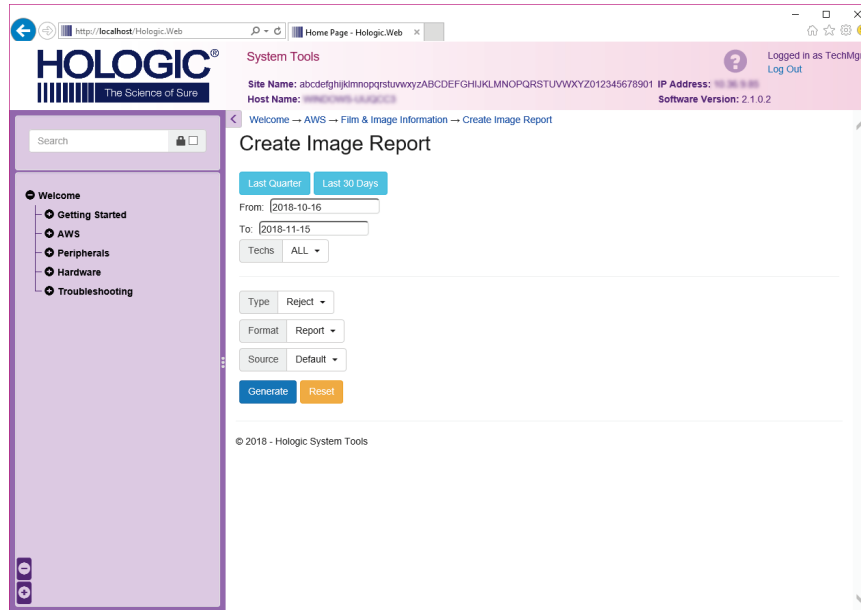 http://localhost/Hologic.Web
Home Page - Hologic.Web
HOLOGIC®
The Science of Sure
System Tools
Logged in as TechMgr
Log Out
Site Name: abcdefghijklmnopqrstuvwxyzABCDEFGHIJKLMNOPQRSTUVWXYZ012345678901 IP Address:
Host Name: Software Version: 2.1.0.2
Search
Welcome → AWS → Film & Image Information → Create Image Report
Create Image Report
Welcome
Getting Started
AWS
Peripherals
Hardware
Troubleshooting
Last Quarter Last 30 Days
From: 2018-10-16
To: 2018-11-15
Techs ALL
Type Reject
Format Report
Source Default
Generate Reset
© 2018 - Hologic System Tools